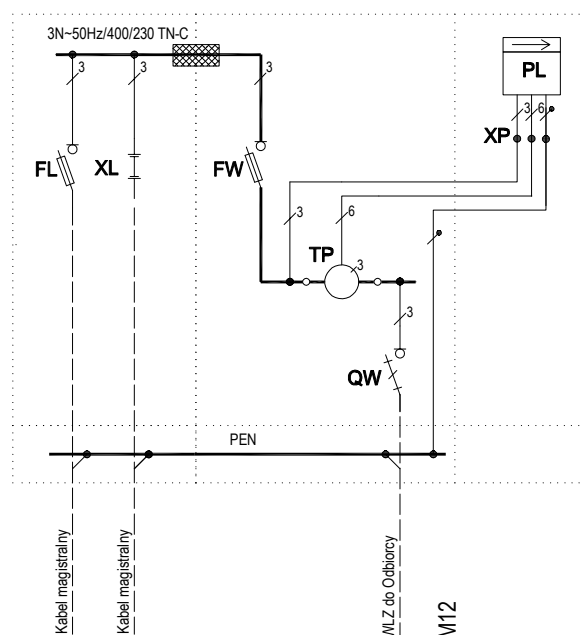 3N~50Hz/400/230 TN-C
3
3
3
PL
3
6
XP
FL
XL
FW
3
6
TP
3
3
QW
PEN
Kabel magistralny
Kabel magistralny
WLZ do Odbiorcy
M12